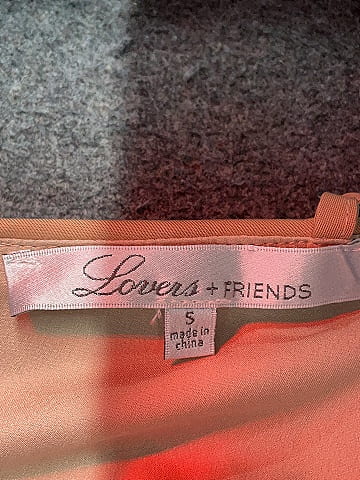 Lovers + FRIENDS
S
made in
china